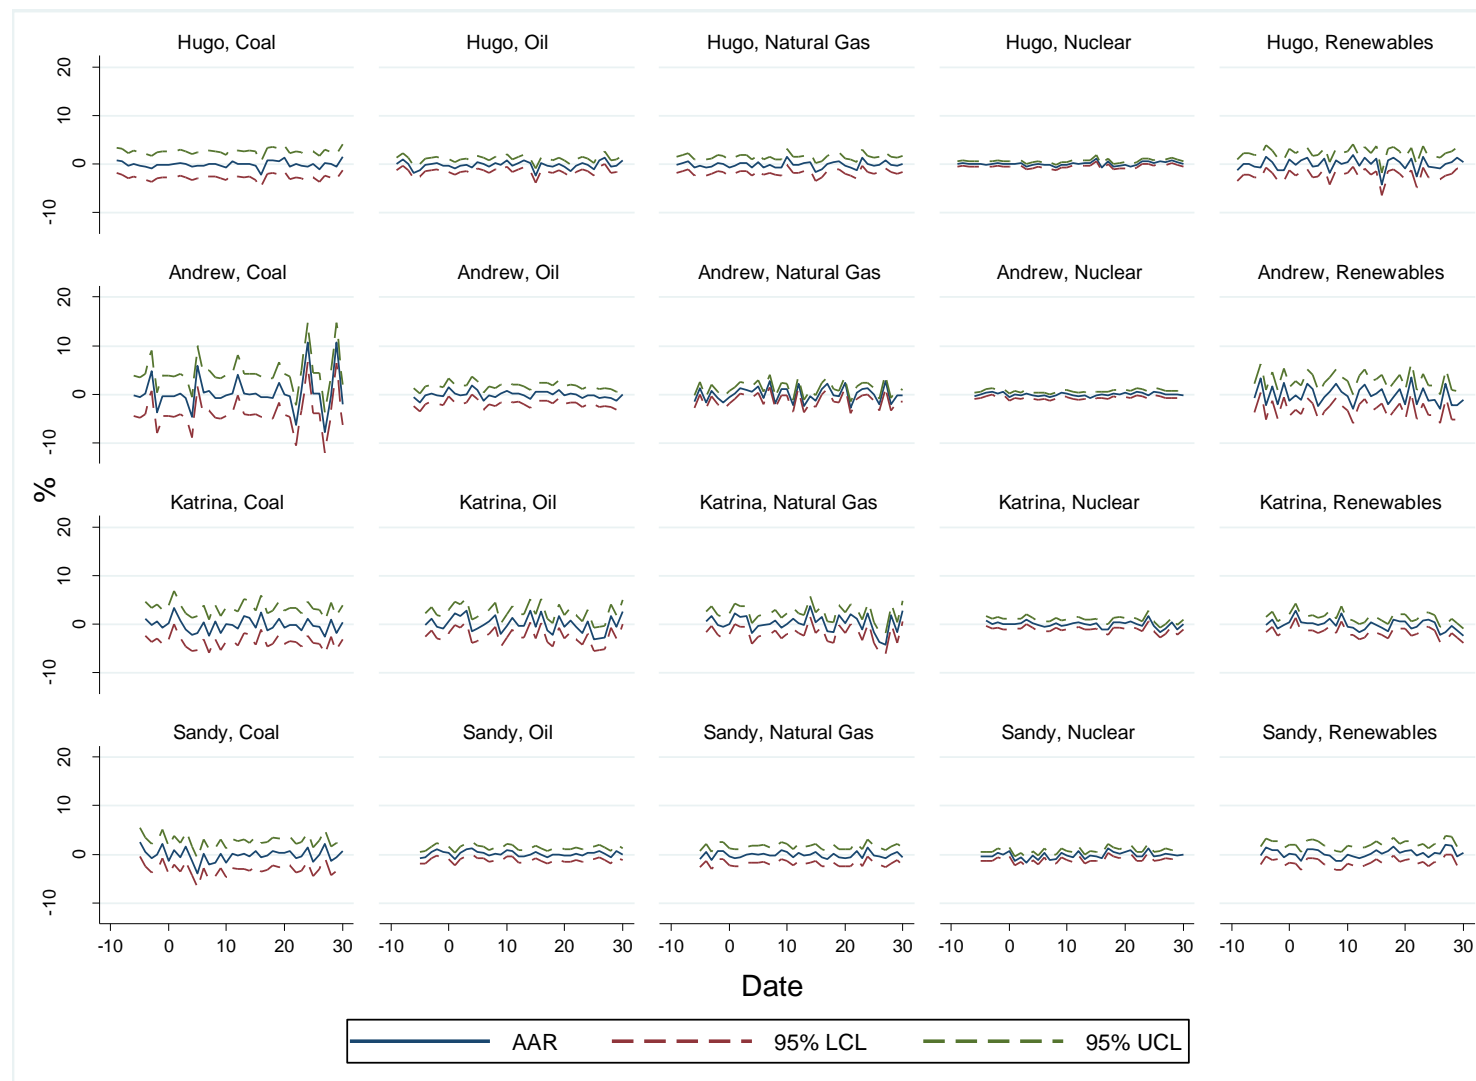 Hugo, Coal Hugo, Oil Hugo, Natural Gas Hugo, Nuclear Hugo, Renewables
20
10
0
-10
Andrew, Coal Andrew, Oil Andrew, Natural Gas Andrew, Nuclear Andrew, Renewables
20
10
0
-10
%
Katrina, Coal Katrina, Oil Katrina, Natural Gas Katrina, Nuclear Katrina, Renewables
20
10
0
-10
Sandy, Coal Sandy, Oil Sandy, Natural Gas Sandy, Nuclear Sandy, Renewables
20
10
0
-10
-10 0 10 20 30 -10 0 10 20 30 -10 0 10 20 30 -10 0 10 20 30 -10 0 10 20 30
Date
AAR 95% LCL 95% UCL